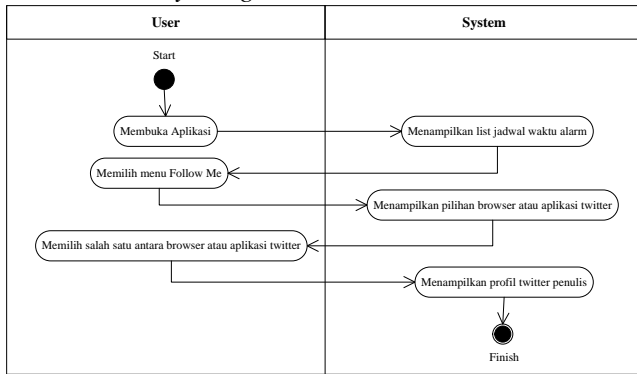 User
System
Start
Membuka Aplikasi
Menampilkan list jadwal waktu alarm
Memilih menu Follow Me
Menampilkan pilihan browser atau aplikasi twitter
Memilih salah satu antara browser atau aplikasi twitter
Menampilkan profil twitter penulis
Finish